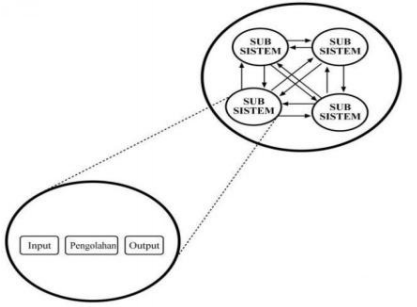 SUB
SISTEM
SUB
SISTEM
SUB
SISTEM
SUB
SISTEM
Input
Pengolahan
Output